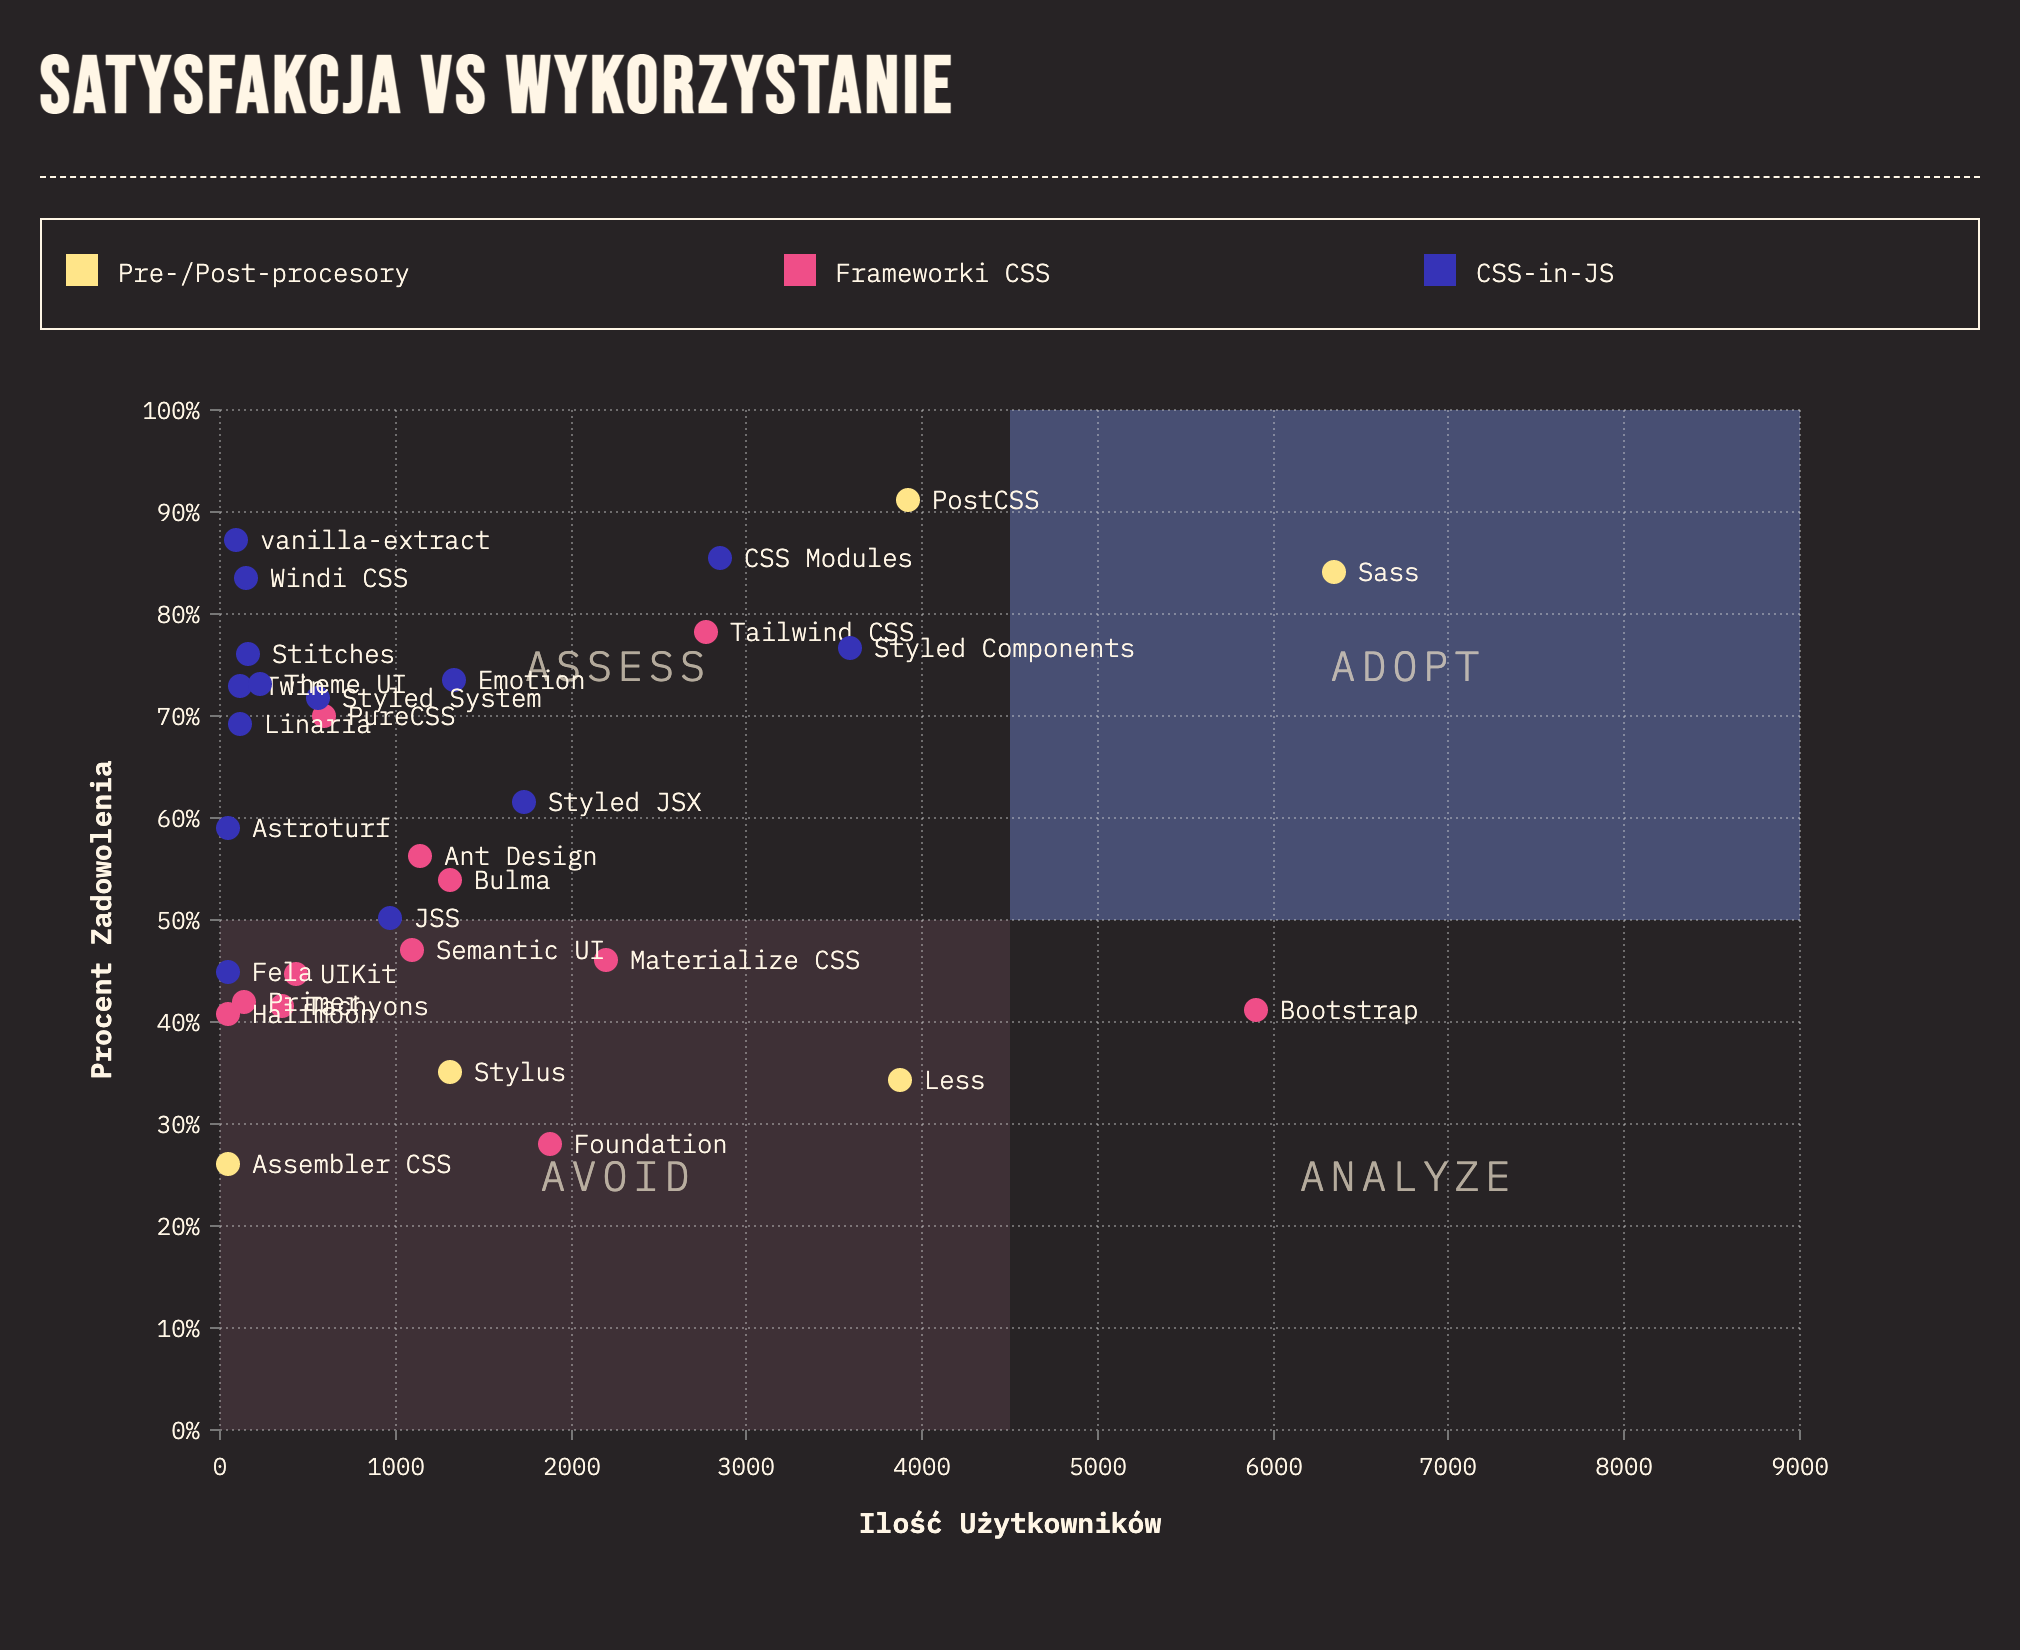 SATYSFAKCJA VS WYKORZYSTANIE
Pre-/Post-procesory
Frameworki CSS
CSS-in-JS
100%
90%
80%
70%
60%
50%
40%
30%
20%
10%
0%
Procent Zadowolenia
PostCSS
vanilla-extract
CSS Modules
Sass
Windi CSS
Tailwind CSS
Styled Components
Stitches
ASSESS
ADOPT
Emotion
Theme UI
Twin
Styled System
PureCSS
Linaria
Styled JSX
Astroturf
Ant Design
Bulma
JSS
Semantic UI
Materialize CSS
Fela
UIKit
Primer
Tachyons
Halfmoon
Bootstrap
Stylus
Less
Foundation
Assembler CSS
AVOID
ANALYZE
0
1000
2000
3000
4000
5000
6000
7000
8000
9000
Ilość Użytkowników